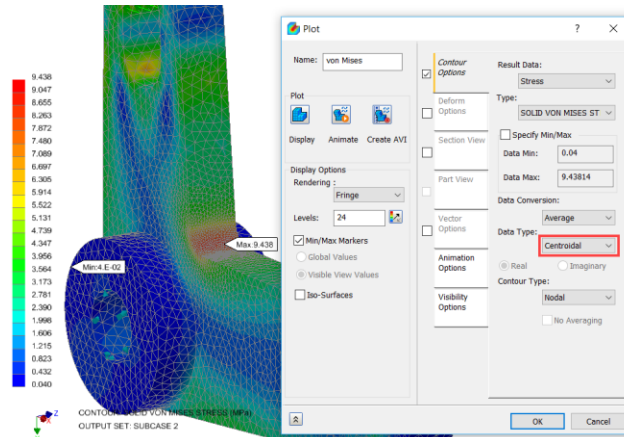 9.438
9.047
8.655
8.263
7.872
7.480
7.089
6.697
6.305
5.914
5.522
5.131
4.739
4.347
3.956
3.564
3.173
2.781
2.390
1.998
1.606
1.215
0.823
0.432
0.040
Min:4.E-02
Max:9.438
Z
X
CONTOUR: SOLID VON MISES STRESS (MPa)
OUTPUT SET: SUBCASE 2
Plot
?
Name: von Mises
Plot
Display Animate Create AVI
Display Options
Rendering :
Fringe
Levels: 24
Min/Max Markers
Global Values
Visible View Values
Iso-Surfaces
Contour
Options
Deform
Options
Section View
Part View
Vector
Options
Animation
Options
Visibility
Options
Result Data:
Stress
Type:
SOLID VON MISES ST
Specify Min/Max
Data Min: 0.04
Data Max: 9.43814
Data Conversion:
Average
Data Type:
Centroidal
Real Imaginary
Contour Type:
Nodal
No Averaging
OK Cancel